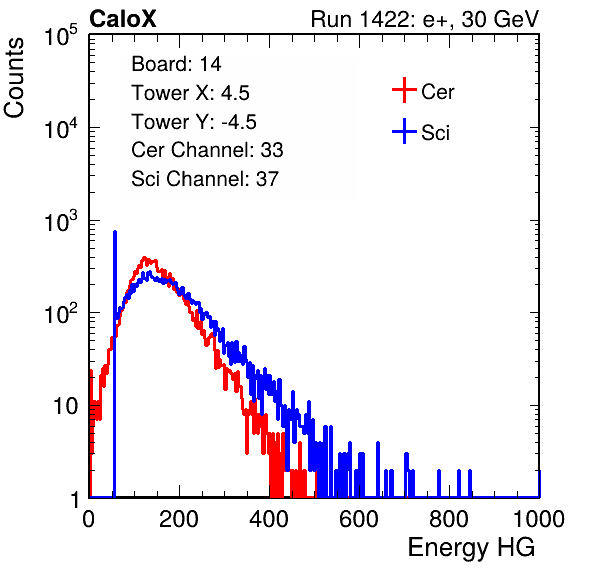 CaloX Run 1422: e+, 30 GeV
Counts
10^5
10^4
10^3
10^2
10
1
Board: 14
Tower X: 4.5
Tower Y: -4.5
Cer Channel: 33
Sci Channel: 37
Cer
Sci
0 200 400 600 800 1000
Energy HG